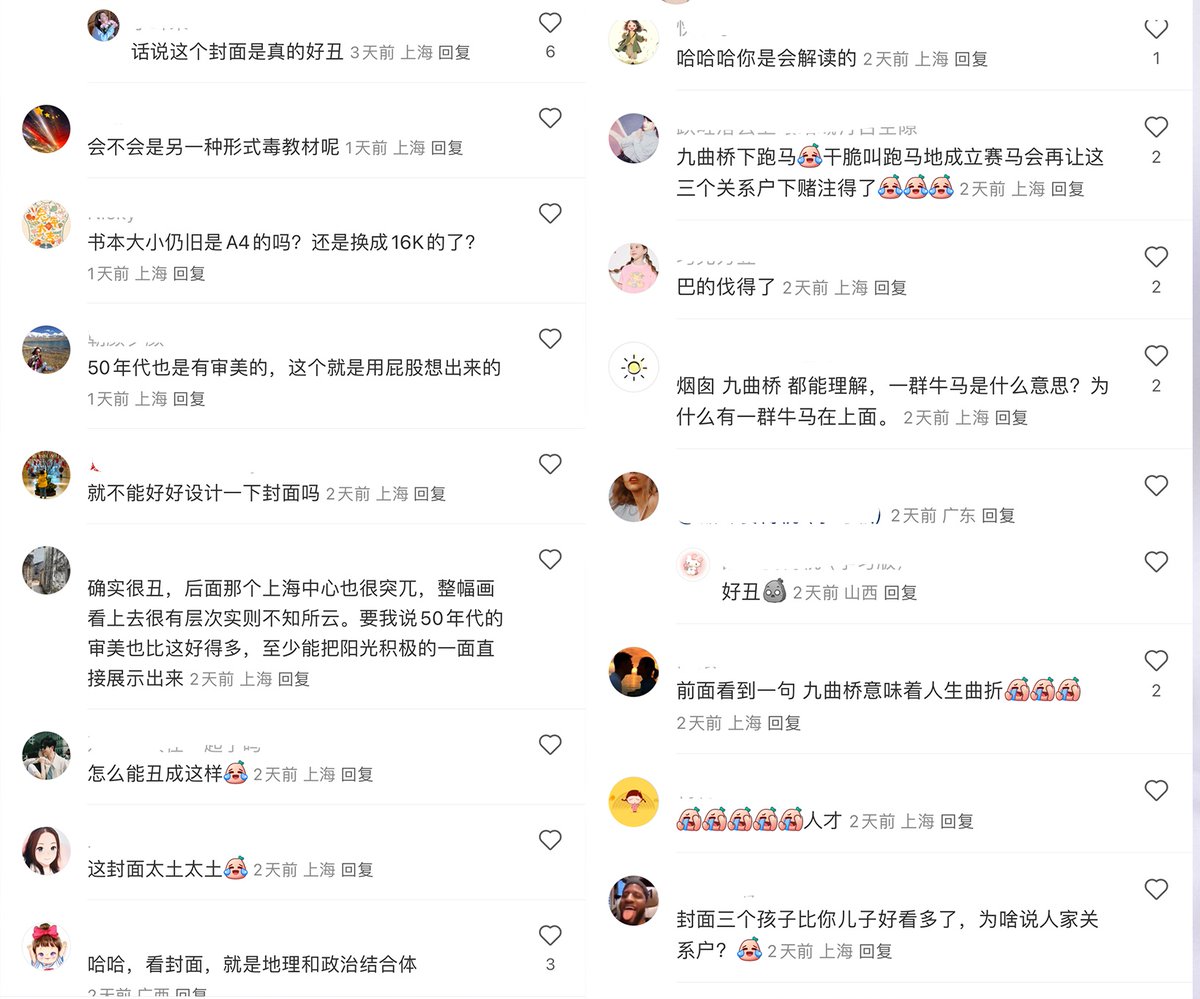 话说这个封面是真的好丑 3天前 上海 回复
6
会不会是另一种形式毒教材呢 1天前 上海 回复
书本大小仍旧是A4的吗？还是换成16K的了？
1天前 上海 回复
50年代也是有审美的，这个就是用屁股想出来的
1天前 上海 回复
就不能好好设计一下封面吗 2天前 上海 回复
确实很丑，后面那个上海中心也很突兀，整幅画
看上去很有层次实则不知所云。要我说50年代的
审美也比这好得多，至少能把阳光积极的一面直
接展示出来 2天前 上海 回复
怎么能丑成这样 2天前 上海 回复
这封面太土太土 2天前 上海 回复
哈哈，看封面，就是地理和政治结合体
3
2天前 广西 回复
哈哈哈你是会解读的 2天前 上海 回复
1
九曲桥下跑马干脆叫跑马地成立赛马会再让这
三个关系户下赌注得了 2天前 上海 回复
2
巴的伐得了 2天前 上海 回复
2
烟囱 九曲桥 都能理解，一群牛马是什么意思？为
什么有一群牛马在上面。 2天前 上海 回复
2
2天前 广东 回复
好丑 2天前 山西 回复
前面看到一句 九曲桥意味着人生曲折
2天前 上海 回复
2
人才 2天前 上海 回复
封面三个孩子比你儿子好看多了，为啥说人家关
系户？ 2天前 上海 回复